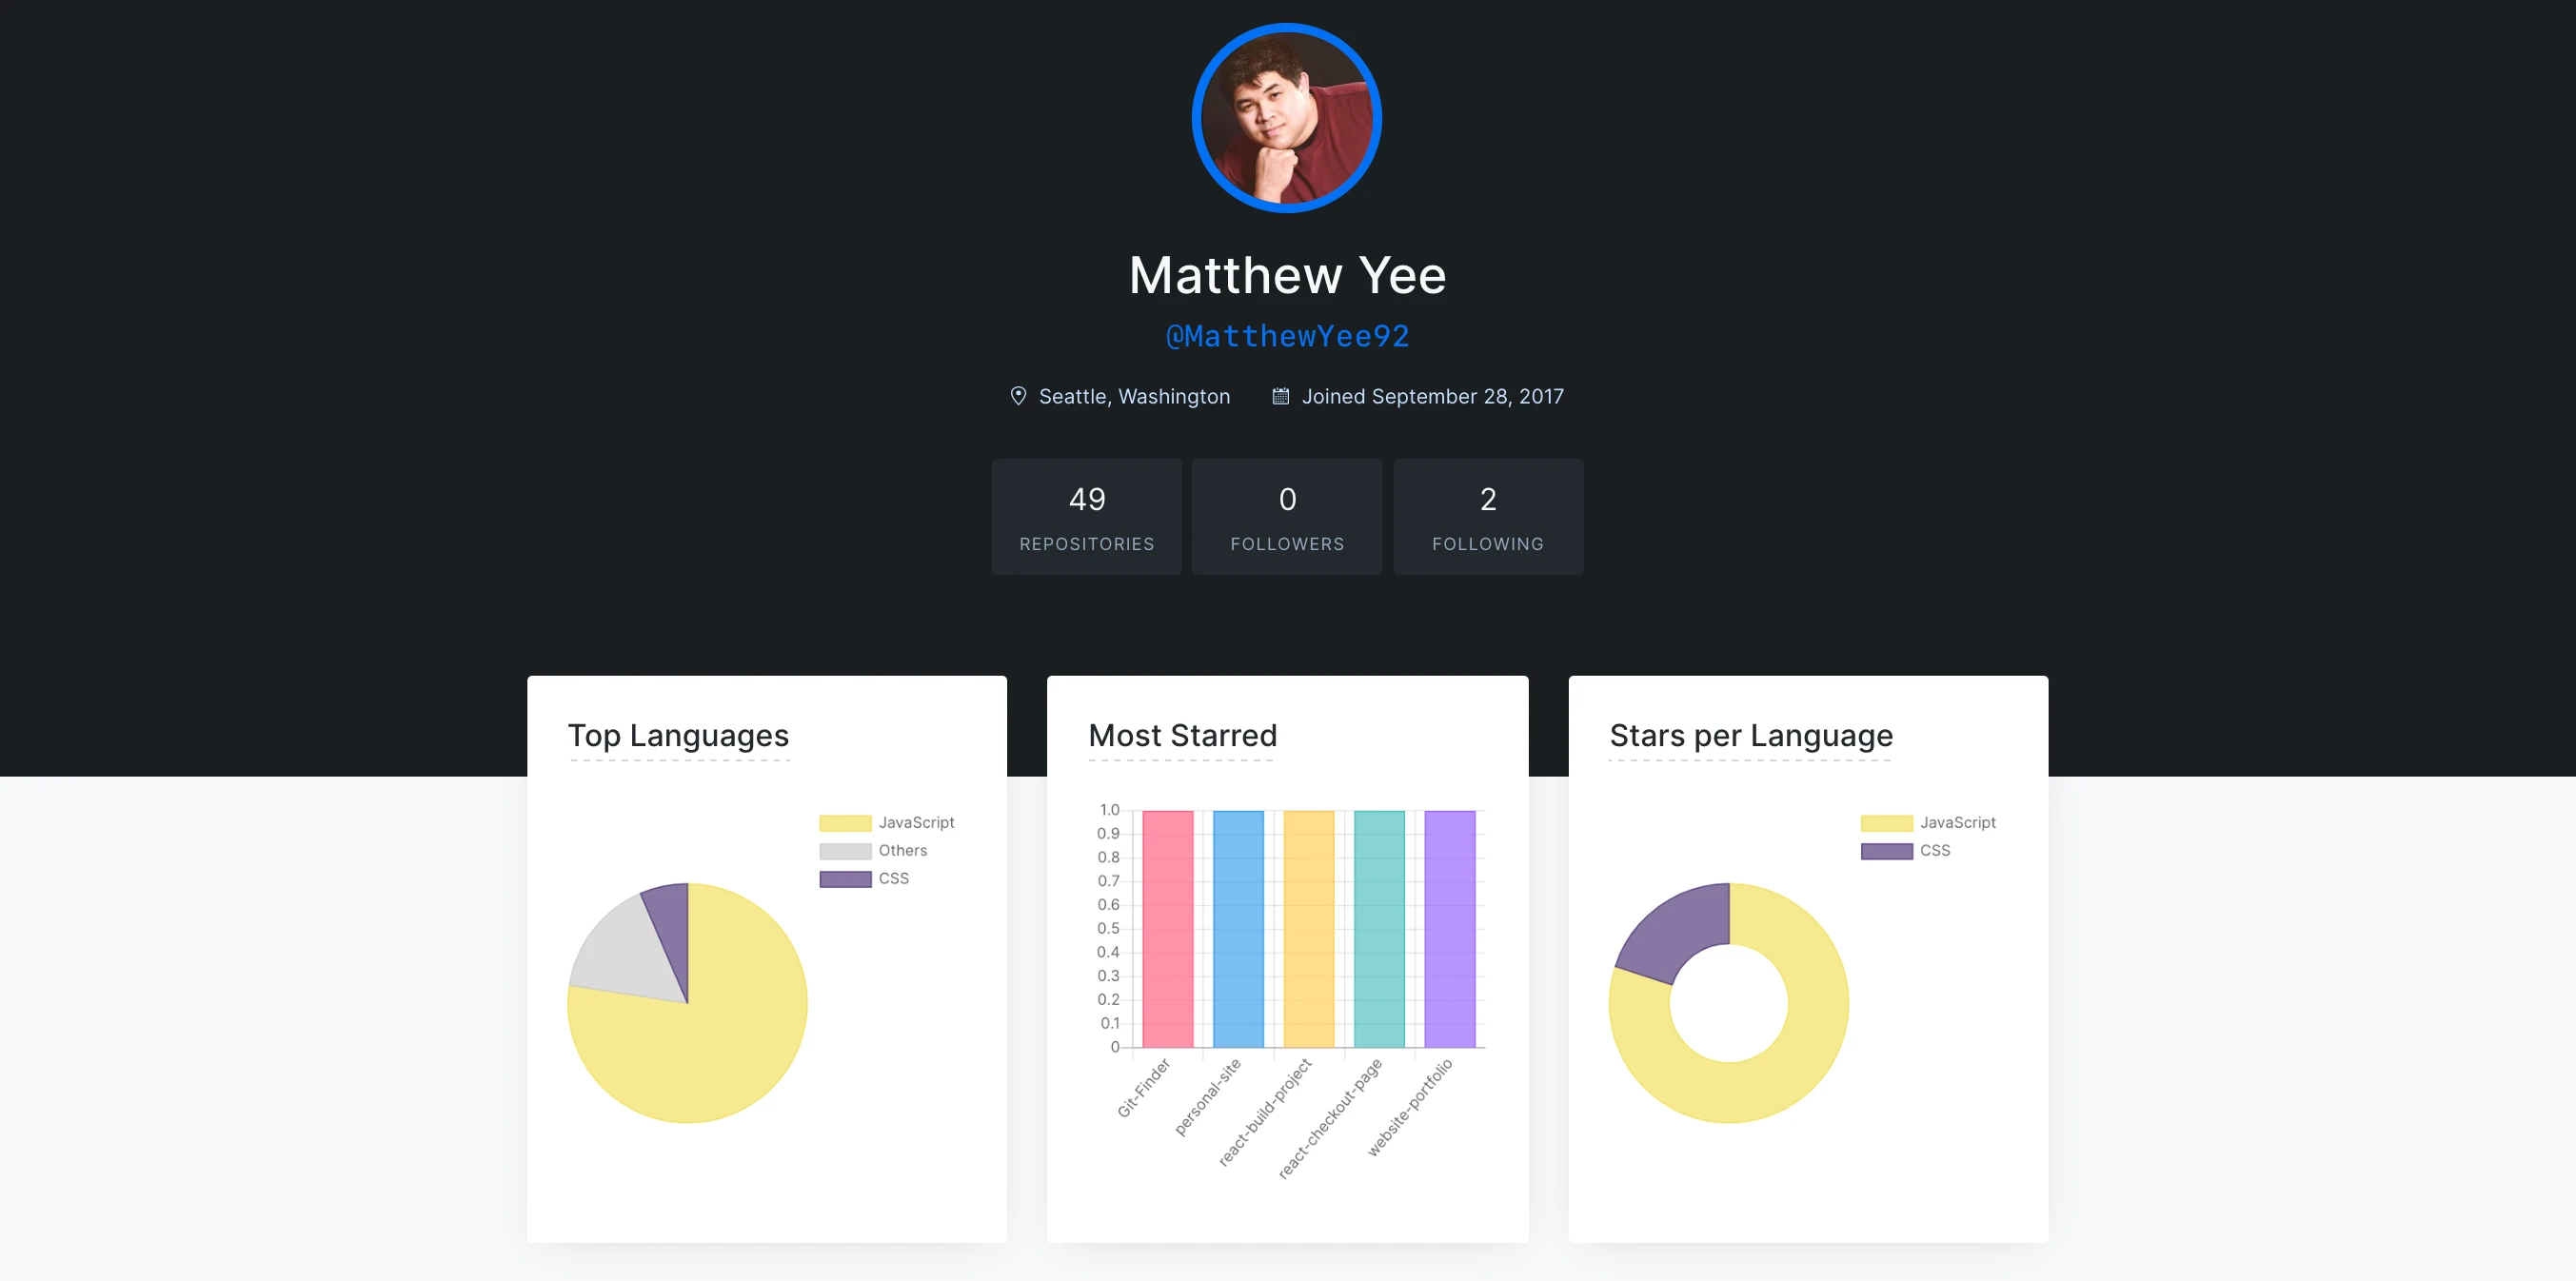 Matthew Yee
@MatthewYee92
Seattle, Washington
Joined September 28, 2017
49
REPOSITORIES
0
FOLLOWERS
2
FOLLOWING
Top Languages
JavaScript
Others
CSS
Most Starred
1.0
0.9
0.8
0.7
0.6
0.5
0.4
0.3
0.2
0.1
0
Git-Finder
personal-site
react-build-project
react-checkout-page
website-portfolio
Stars per Language
JavaScript
CSS